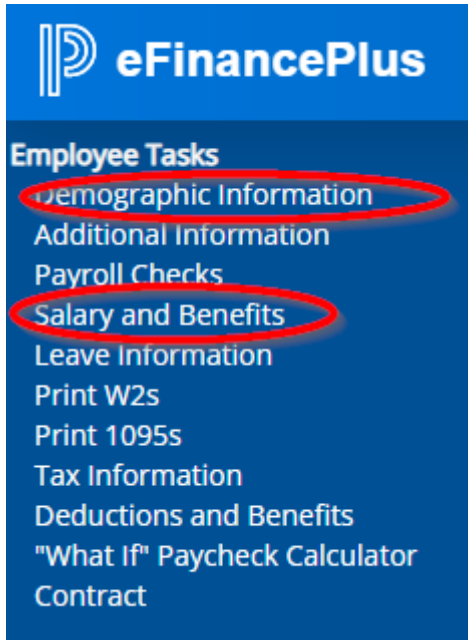 eFinancePlus
Employee Tasks
Demographic Information
Additional Information
Payroll Checks
Salary and Benefits
Leave Information
Print W2s
Print 1095s
Tax Information
Deductions and Benefits
"What If" Paycheck Calculator
Contract